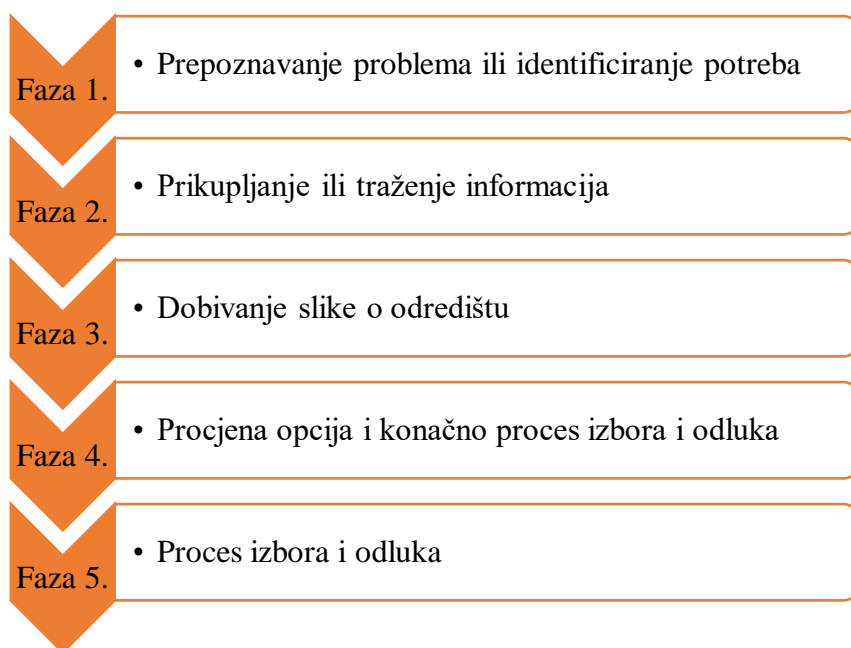 Faza 1.
• Prepoznavanje problema ili identificiranje potreba
Faza 2.
• Prikupljanje ili traženje informacija
Faza 3.
• Dobivanje slike o odredištu
Faza 4.
• Procjena opcija i konačno proces izbora i odluka
Faza 5.
• Proces izbora i odluka